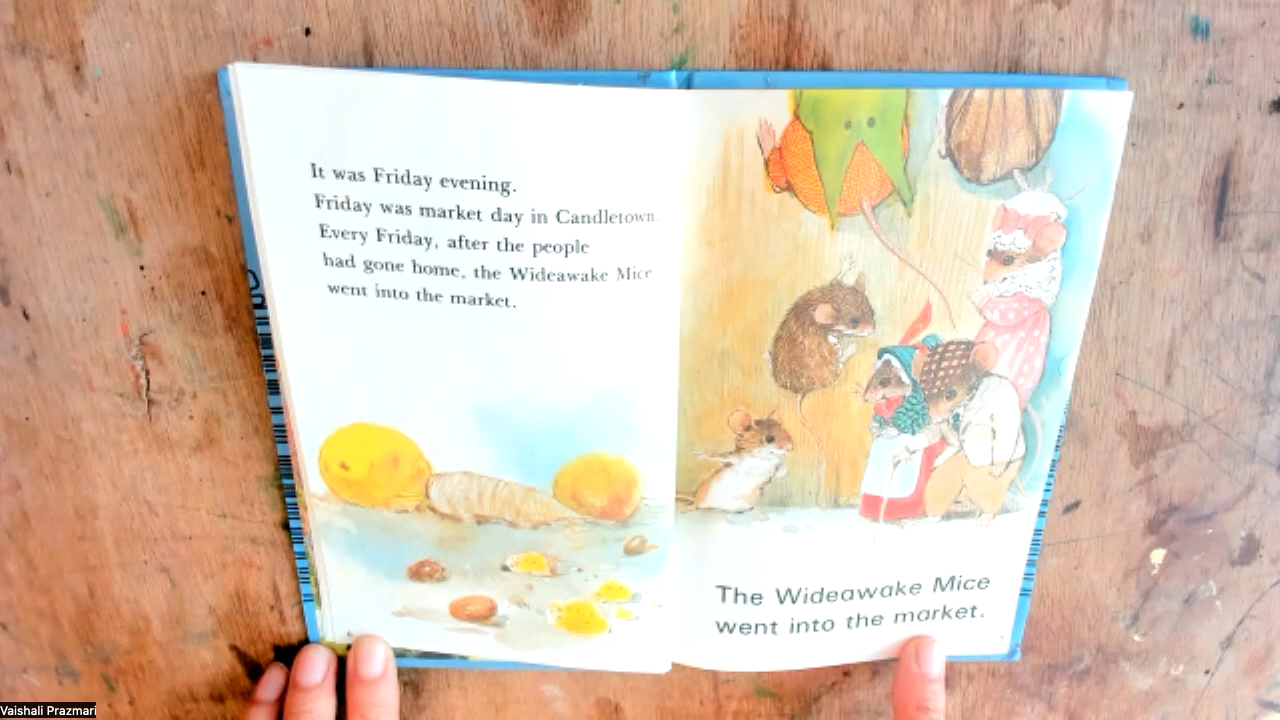 It was Friday evening.
Friday was market day in Candletown.
Every Friday, after the people
had gone home, the Wideawake Mice
went into the market.
The Wideawake Mice
went into the market.
Vaishali Prazmari